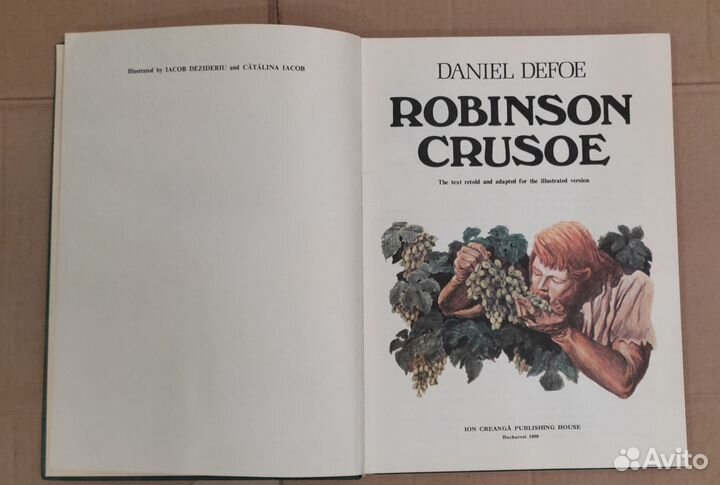 Illustrated by IACOB DEZIDERIU and CĂTĂLINA IACOB
DANIEL DEFOE
ROBINSON
CRUSOE
The text retold and adapted for the illustrated version
ION CREANGĂ PUBLISHING HOUSE
Bucharest
Avito